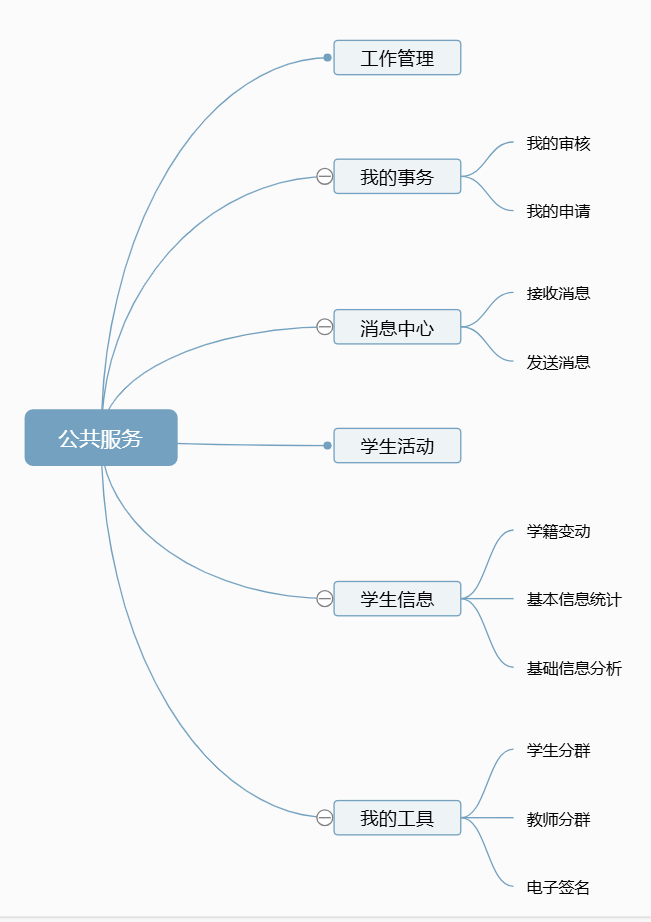 公共服务
工作管理
我的事务
我的审核
我的申请
消息中心
接收消息
发送消息
学生活动
学生信息
学籍变动
基本信息统计
基础信息分析
我的工具
学生分群
教师分群
电子签名